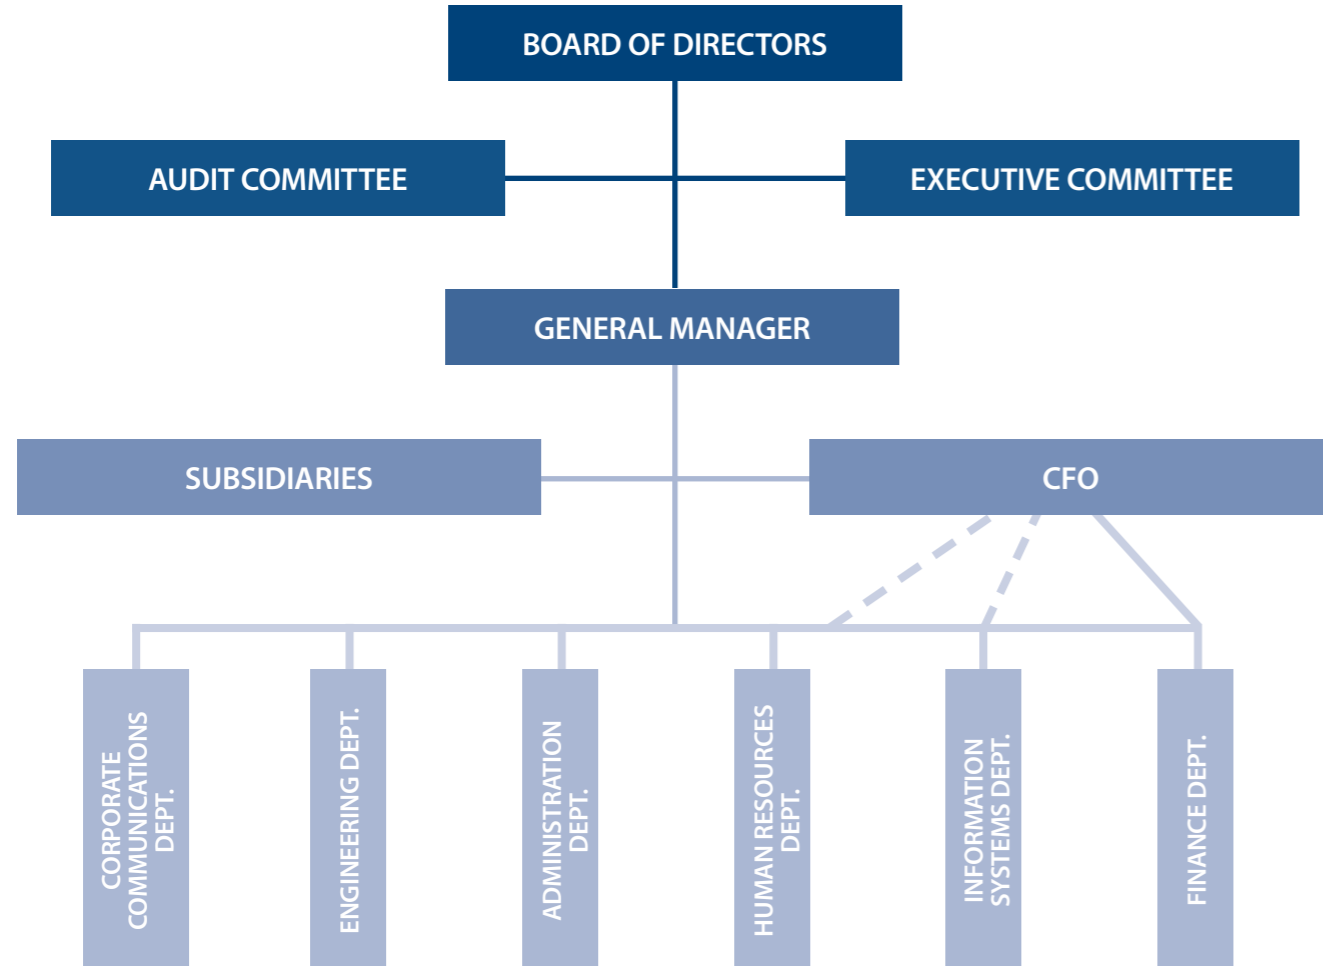 BOARD OF DIRECTORS
AUDIT COMMITTEE
EXECUTIVE COMMITTEE
GENERAL MANAGER
SUBSIDIARIES
CFO
CORPORATE
COMMUNICATIONS
DEPT.
ENGINEERING DEPT.
ADMINISTRATION
DEPT.
HUMAN RESOURCES
DEPT.
INFORMATION
SYSTEMS DEPT.
FINANCE DEPT.